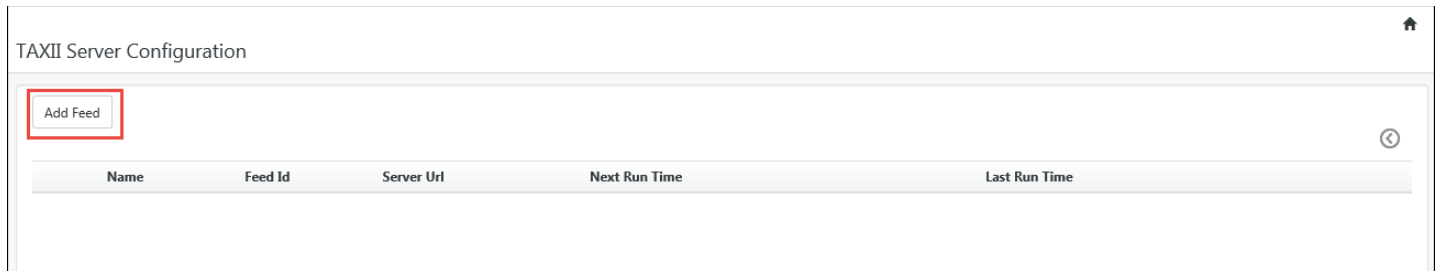 TAXII Server Configuration
Add Feed
Name Feed Id Server Url Next Run Time Last Run Time